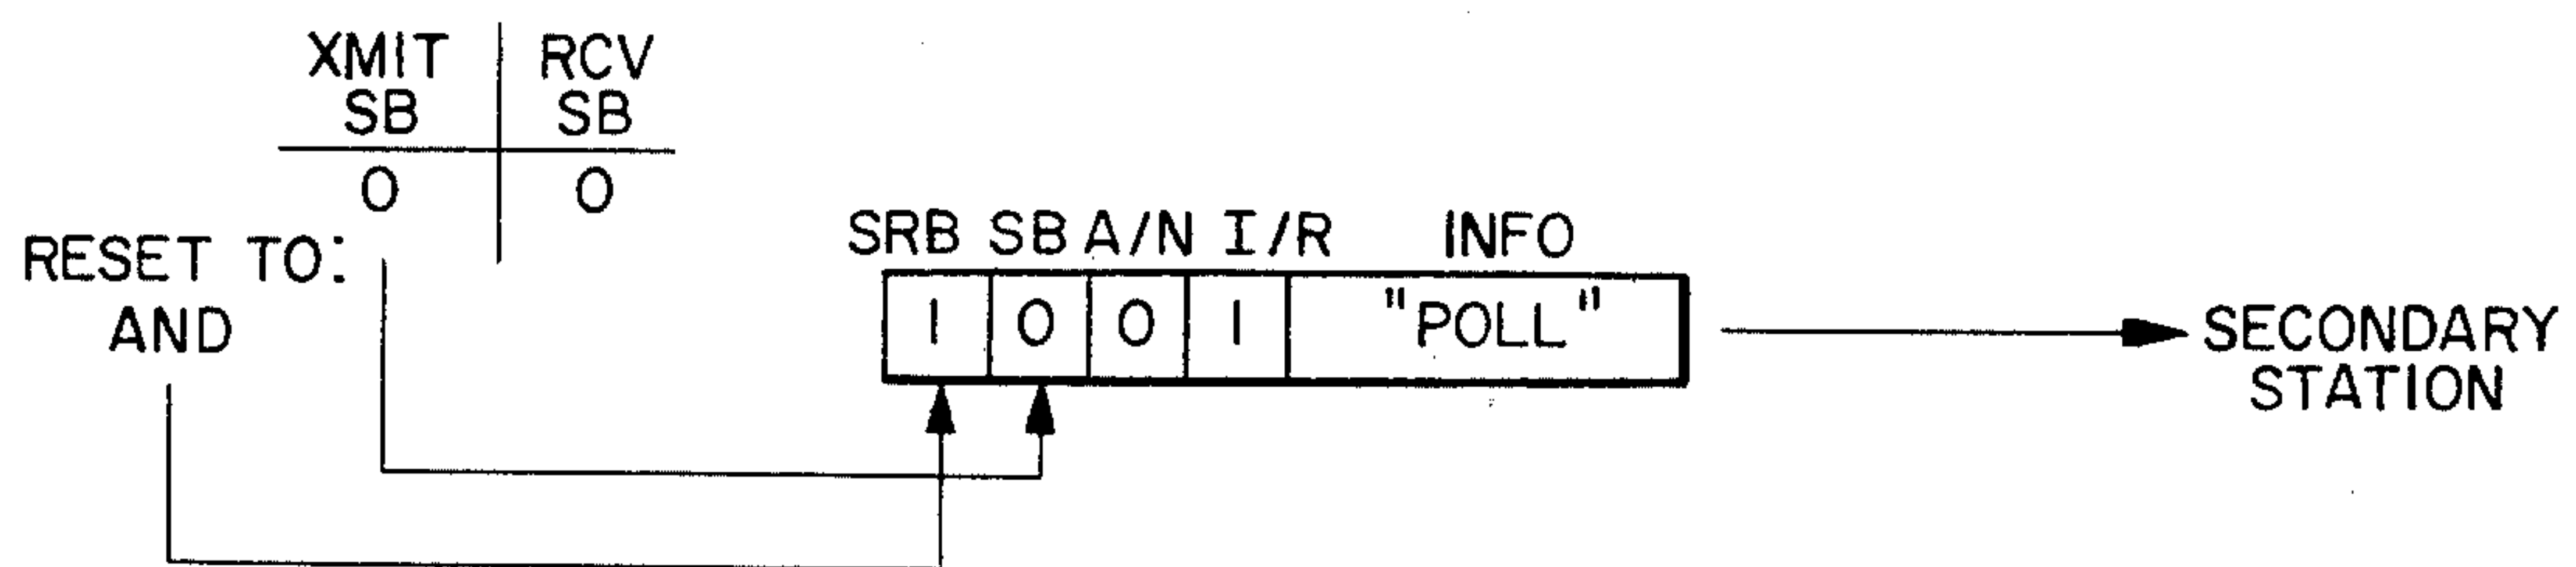 XMIT SB RCV SB
0 0
RESET TO:
AND
SRB SB A/N I/R INFO
1 0 0 1 "POLL"
SECONDARY
STATION